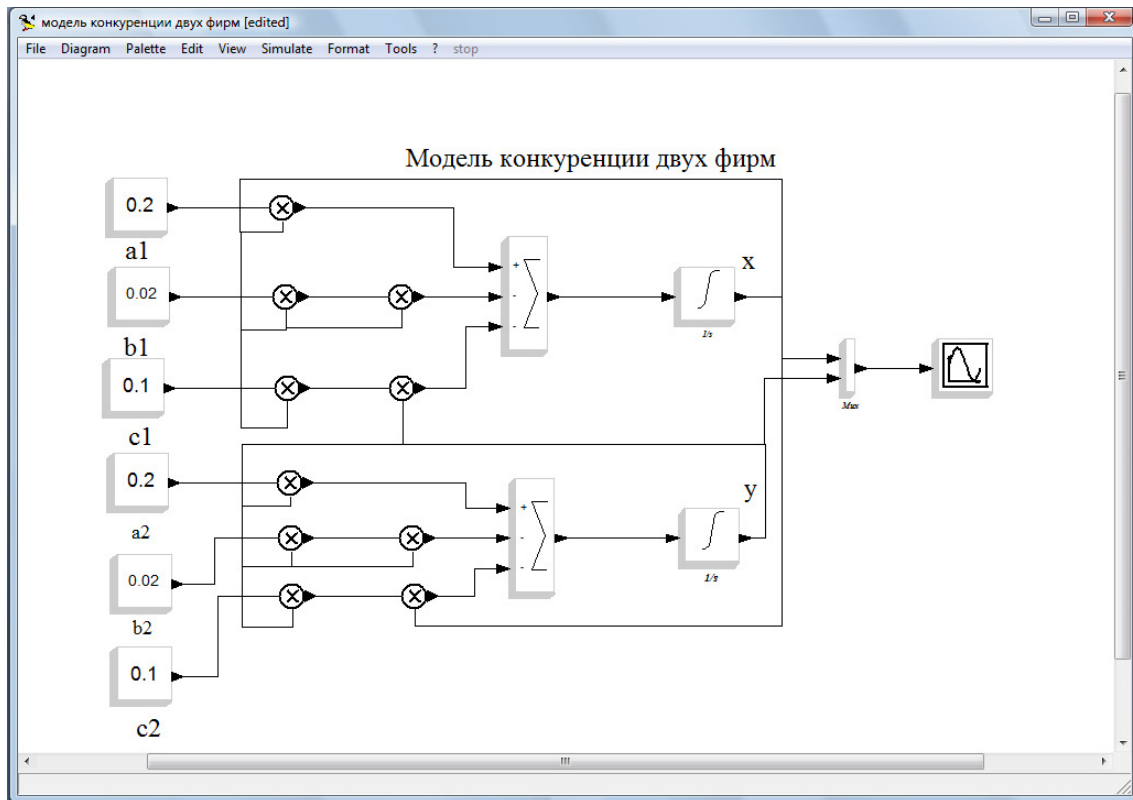 модель конкуренции двух фирм [edited]
File Diagram Palette Edit View Simulate Format Tools ? stop
Модель конкуренции двух фирм
0.2
a1
0.02
b1
0.1
c1
+
-
-
x
1/s
Mux
0.2
a2
0.02
b2
0.1
c2
+
-
-
y
1/s